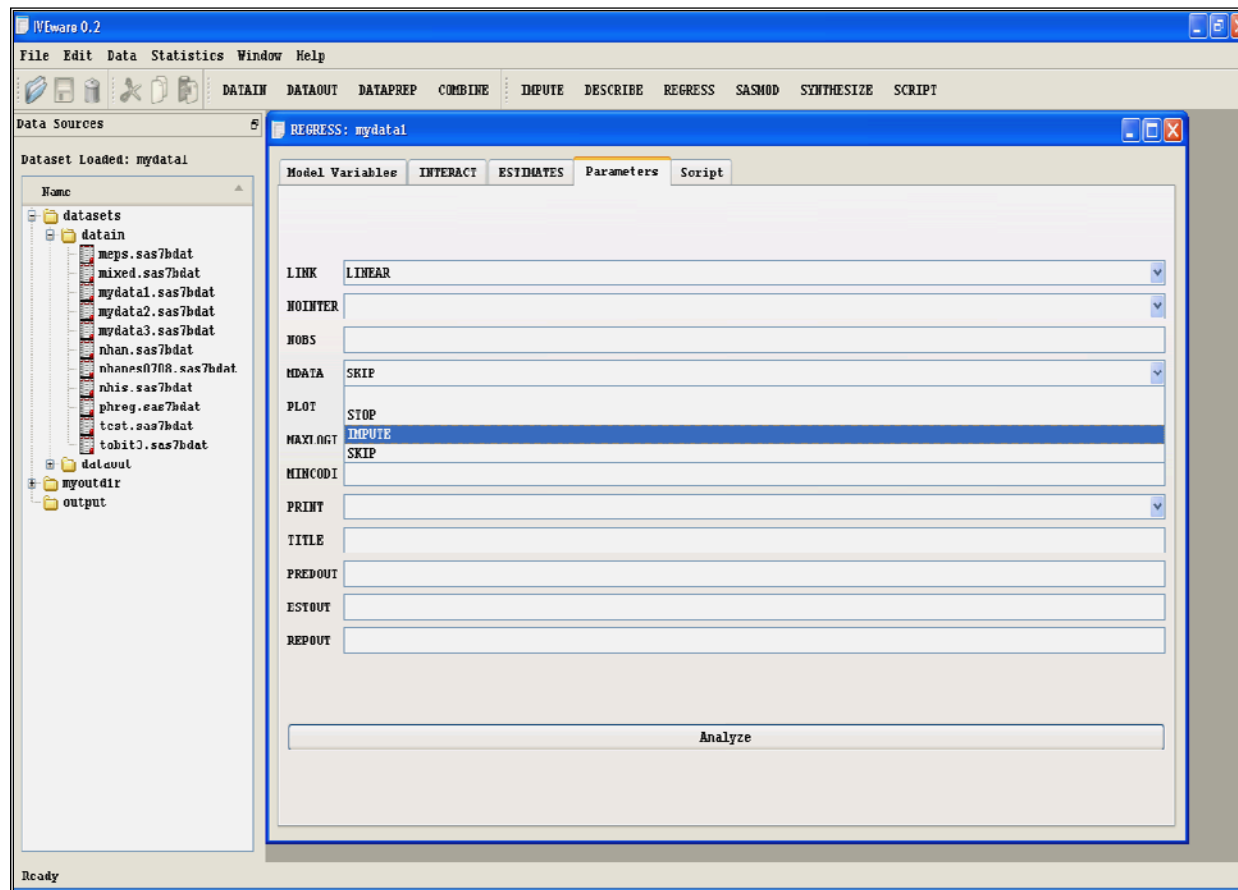 IVEware 0.2
File Edit Data Statistics Window Help
DATAIN DATAOUT DATAPREP COMBINE IMPUTE DESCRIBE REGRESS SASMOD SYNTHESIZE SCRIPT
Data Sources
Dataset Loaded: mydata1
Name
datasets
datain
meps.sas7bdat
mixed.sas7bdat
mydata1.sas7bdat
mydata2.sas7bdat
mydata3.sas7bdat
nhan.sas7bdat
nhanes0708.sas7bdat
nhis.sas7bdat
phreg.sas7bdat
test.sas7bdat
tobit3.sas7bdat
dataout
myoutdir
output
REGRESS: mydata1
Model Variables INTERACT ESTIMATES Parameters Script
LINK LINEAR
NOINTER
NOBS
MDATA SKIP
PLOT
STOP
MAXLOGI IMPUTE
SKIP
MINCODI
PRINT
TITLE
PREDOUT
ESTOUT
REPOUT
Analyze
Ready